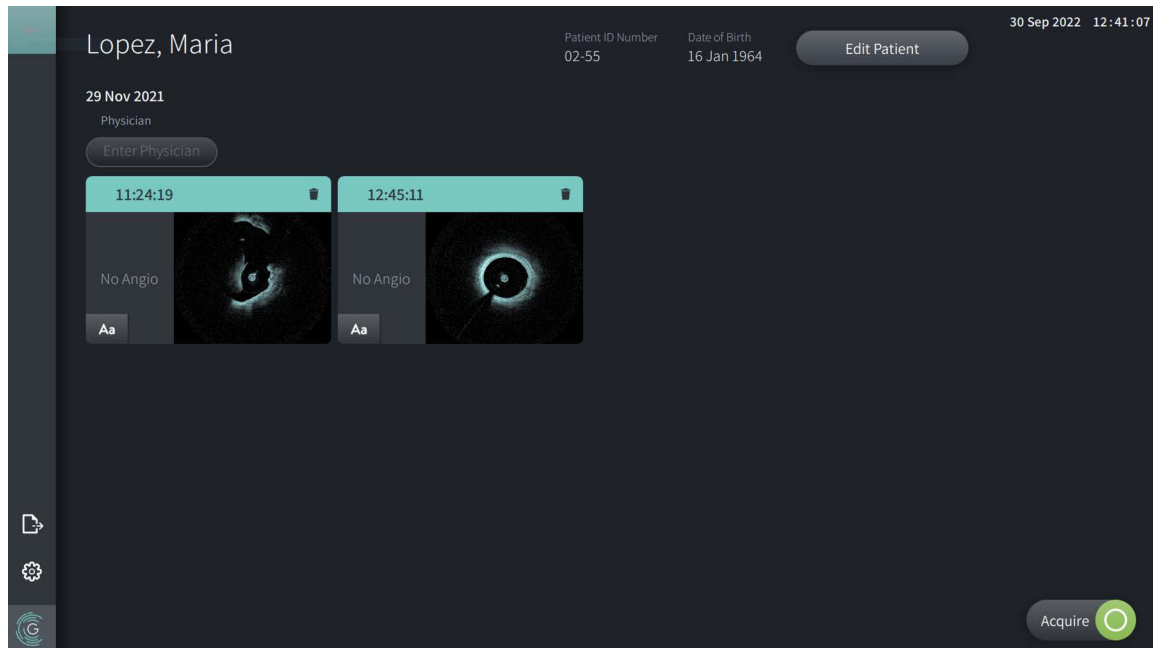 30 Sep 2022 12:41:07
Lopez, Maria
Patient ID Number
02-55
Date of Birth
16 Jan 1964
Edit Patient
29 Nov 2021
Physician
Enter Physician
11:24:19
No Angio
Aa
12:45:11
No Angio
Aa
G
Acquire